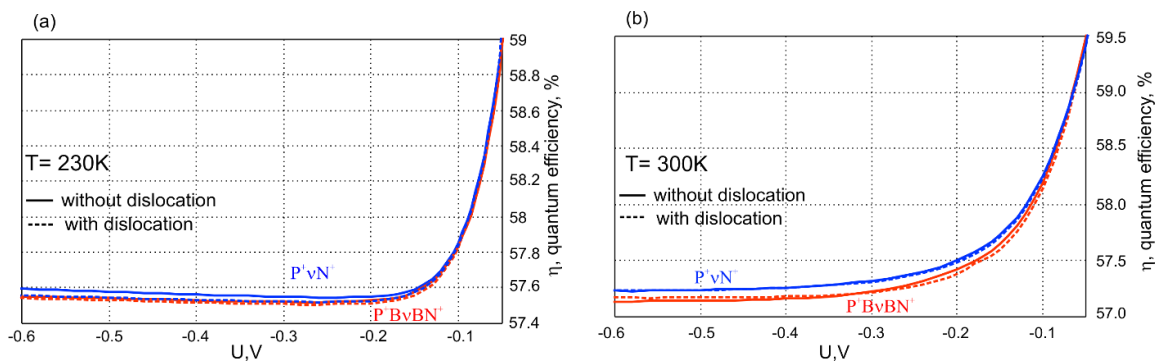 (a)
59
58.8
58.6
58.4
58.2
58
57.8
57.6
57.4
η, quantum efficiency, %
T= 230K
without dislocation
with dislocation
P⁺νN⁺
P⁺BνBN⁺
-0.6
-0.5
-0.4
-0.3
-0.2
-0.1
U,V
(b)
59.5
59.0
58.5
58.0
57.5
57.0
η, quantum efficiency, %
T= 300K
without dislocation
with dislocation
P⁺νN⁺
P⁺BνBN⁺
-0.6
-0.5
-0.4
-0.3
-0.2
-0.1
U,V